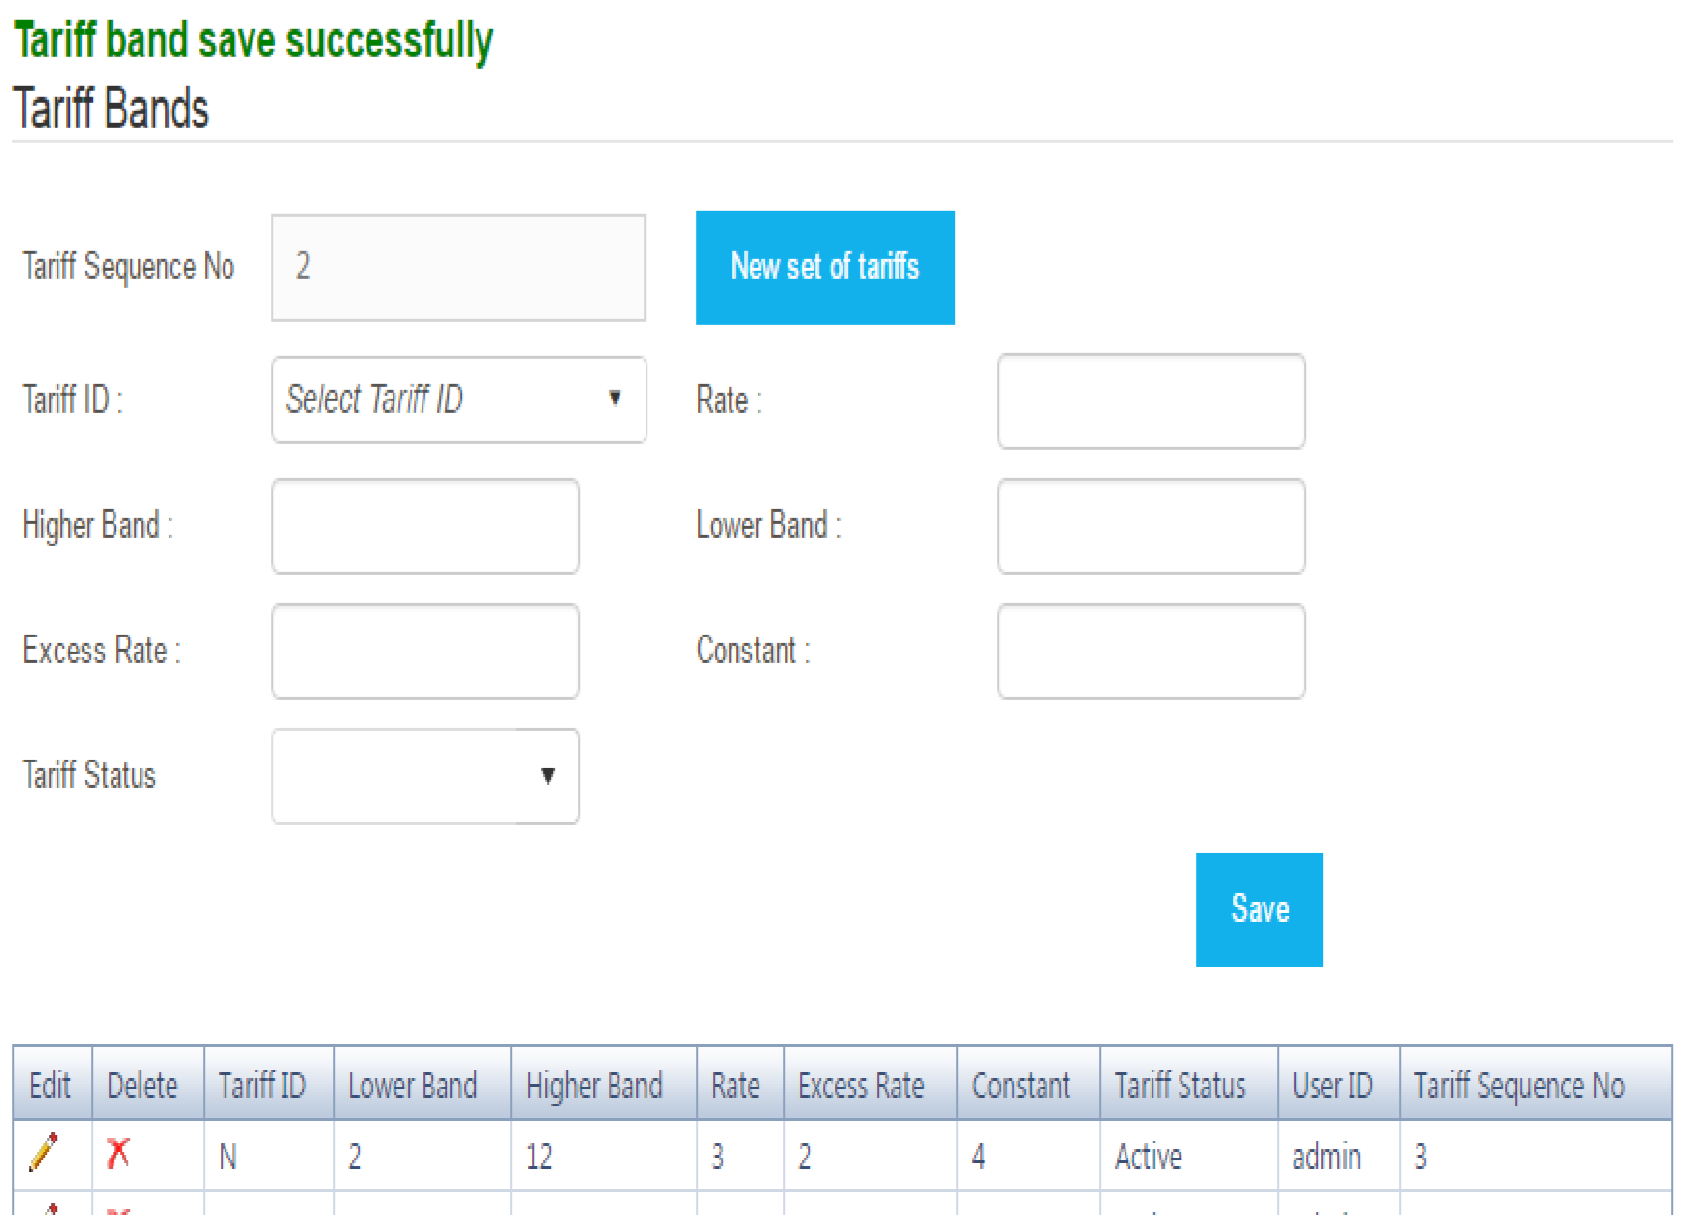 Tariff band save successfully
Tariff Bands
Tariff Sequence No 2 New set of tariffs
Tariff ID : Select Tariff ID Rate :
Higher Band : Lower Band :
Excess Rate : Constant :
Tariff Status
Save
Edit Delete Tariff ID Lower Band Higher Band Rate Excess Rate Constant Tariff Status User ID Tariff Sequence No
N 2 12 3 2 4 Active admin 3